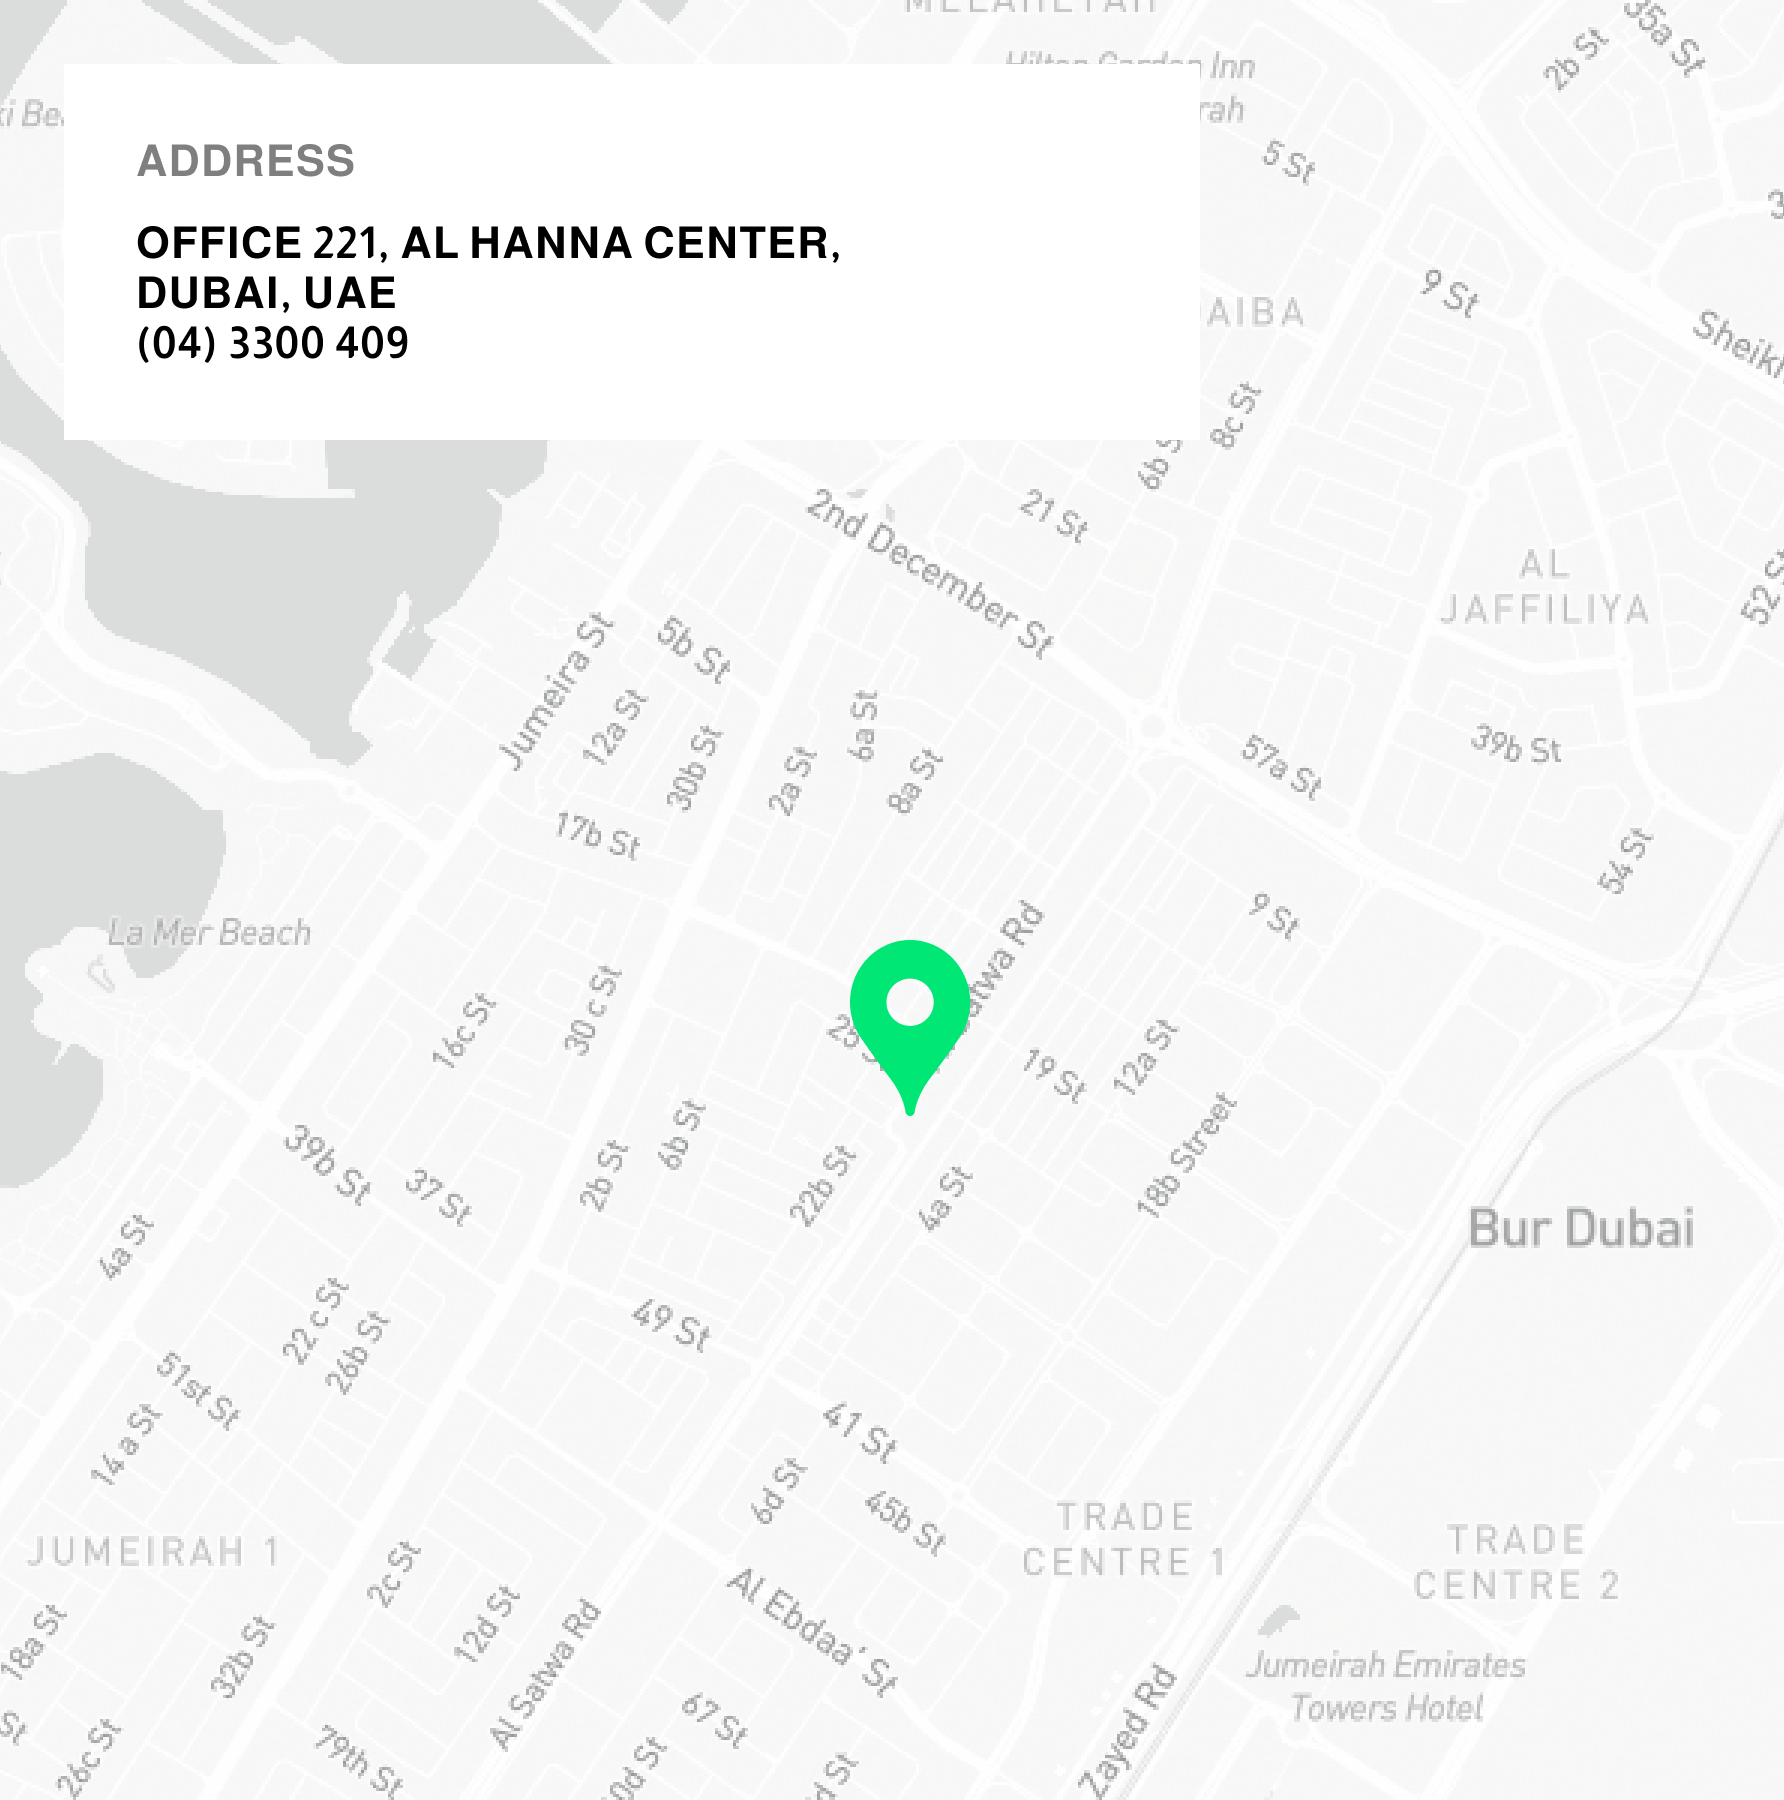 MELAHEYAH
Inn
2b St
35a St
ADDRESS
OFFICE 221, AL HANNA CENTER,
DUBAI, UAE
(04) 3300 409
5 St
9 St
Sheikh
8c St
6b St
21 St
2nd December St
AL
JAFFILIYA
52 St
Jumeira St
5b St
12a St
30b St
6a St
2a St
8a St
57a St
39b St
17b St
54 St
La Mer Beach
9 St
Satwa Rd
16c St
30 c St
19 St
12a St
18b Street
39b St
37 St
2b St
6b St
22b St
4a St
4a St
Bur Dubai
22 c St
26b St
49 St
51st St
14 a St
41 St
6d St
45b St
TRADE
CENTRE 1
TRADE
CENTRE 2
JUMEIRAH 1
2c St
12d St
Al Satwa Rd
Al Ebdaa' St
18a St
32b St
Jumeirah Emirates
Towers Hotel
Zayed Rd
67 St
26c St
79th St